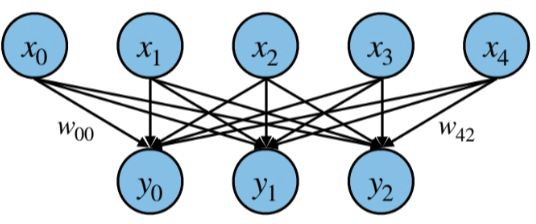 x₀ x₁ x₂ x₃ x₄
w₀₀ w₄₂
y₀ y₁ y₂